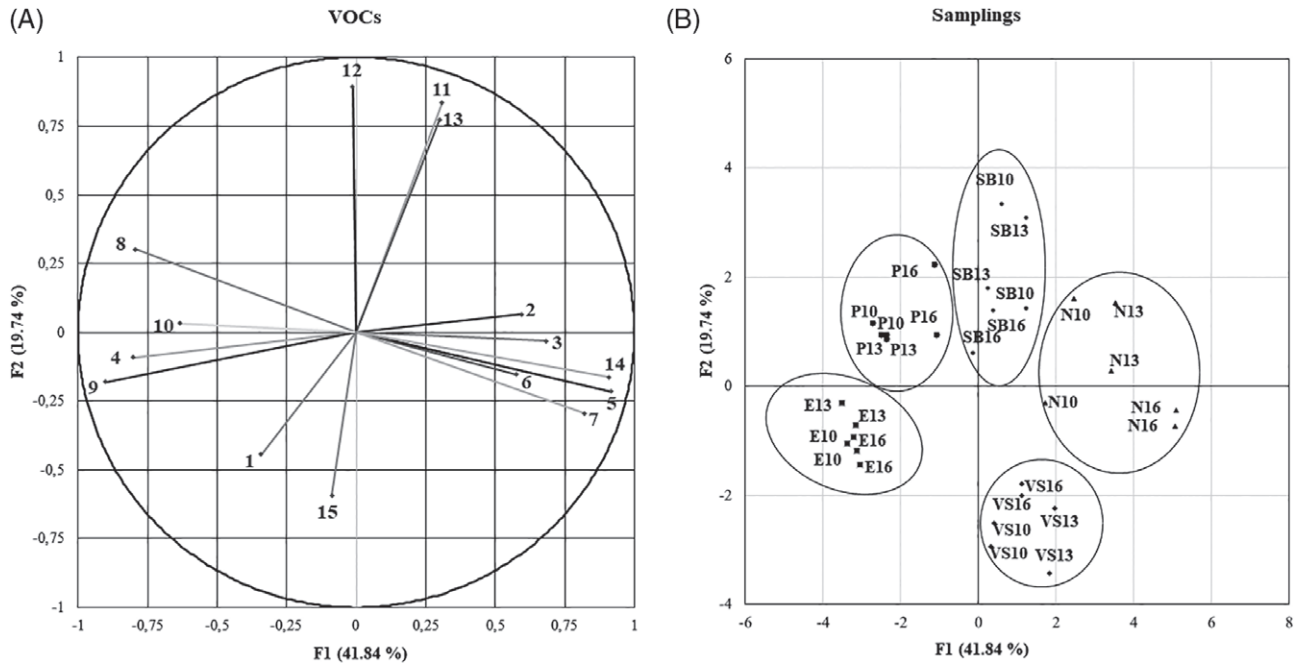 (A)
VOCs
1
0,75
0,5
0,25
0
-0,25
-0,5
-0,75
-1
F2 (19.74 %)
12
11
13
8
10
2
3
4
14
9
6
5
7
1
15
-1 -0,75 -0,5 -0,25 0 0,25 0,5 0,75 1
F1 (41.84 %)
(B)
Samplings
6
4
2
0
-2
-4
F2 (19.74 %)
SB10
SB13
P16
SB13
SB10
N10 N13
P10
P10 P16
SB16
SB16
P13 P13
N13
E13
E13
N10
N16
N16
E10 E16
E10 E16
VS16
VS16
VS13
VS10
VS10 VS13
-6 -4 -2 0 2 4 6 8
F1 (41.84 %)